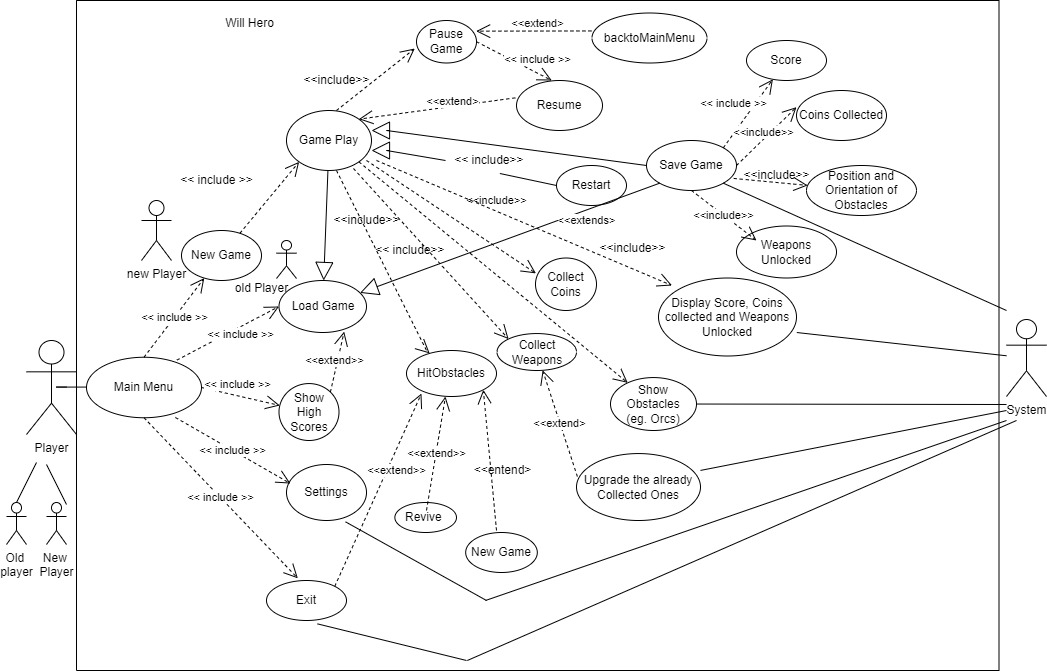 Will Hero
Pause
Game
<<extend>
backtoMainMenu
<< include >>
Score
<<include>>
<<extend>
Resume
<< include >>
Coins Collected
Game Play
<<include>>
<< include>>
Save Game
<< include >>
Restart
<<include>>
Position and
Orientation of
Obstacles
<<include>>
<<include>>
<<extends>
<<include>>
new Player
New Game
<< include>>
<<include>>
Weapons
Unlocked
old Player
Load Game
Collect
Coins
Display Score, Coins
collected and Weapons
Unlocked
<< include >>
<< include >>
Collect
Weapons
<<extend>>
HitObstacles
Main Menu
<< include >>
Show
High
Scores
Show
Obstacles
(eg. Orcs)
System
Player
<<extend>
<< include >>
<<extend>>
<<extend>>
<<entend>
Settings
<< include >>
Upgrade the already
Collected Ones
Revive
New Game
Old
player
New
Player
Exit